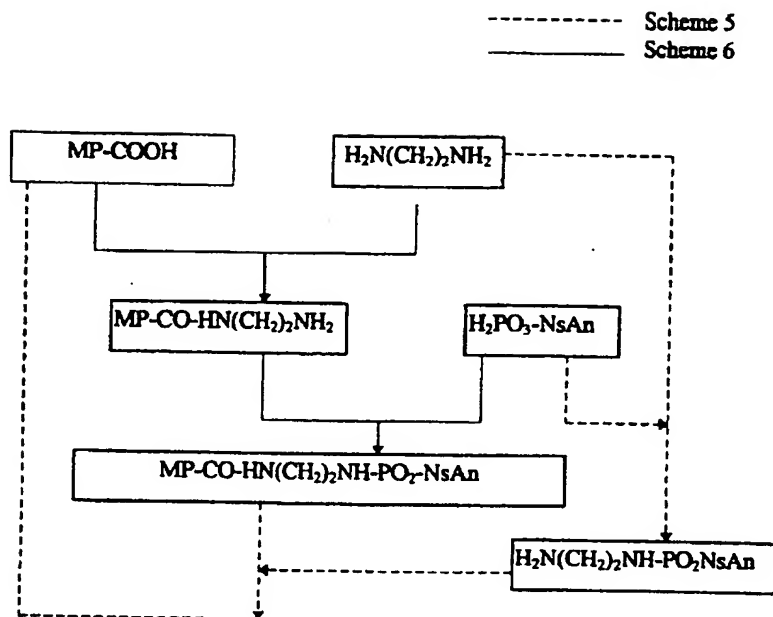 Scheme 5
Scheme 6
MP-COOH
H₂N(CH₂)₂NH₂
MP-CO-HN(CH₂)₂NH₂
H₂PO₃-NsAn
MP-CO-HN(CH₂)₂NH-PO₂-NsAn
H₂N(CH₂)₂NH-PO₂NsAn